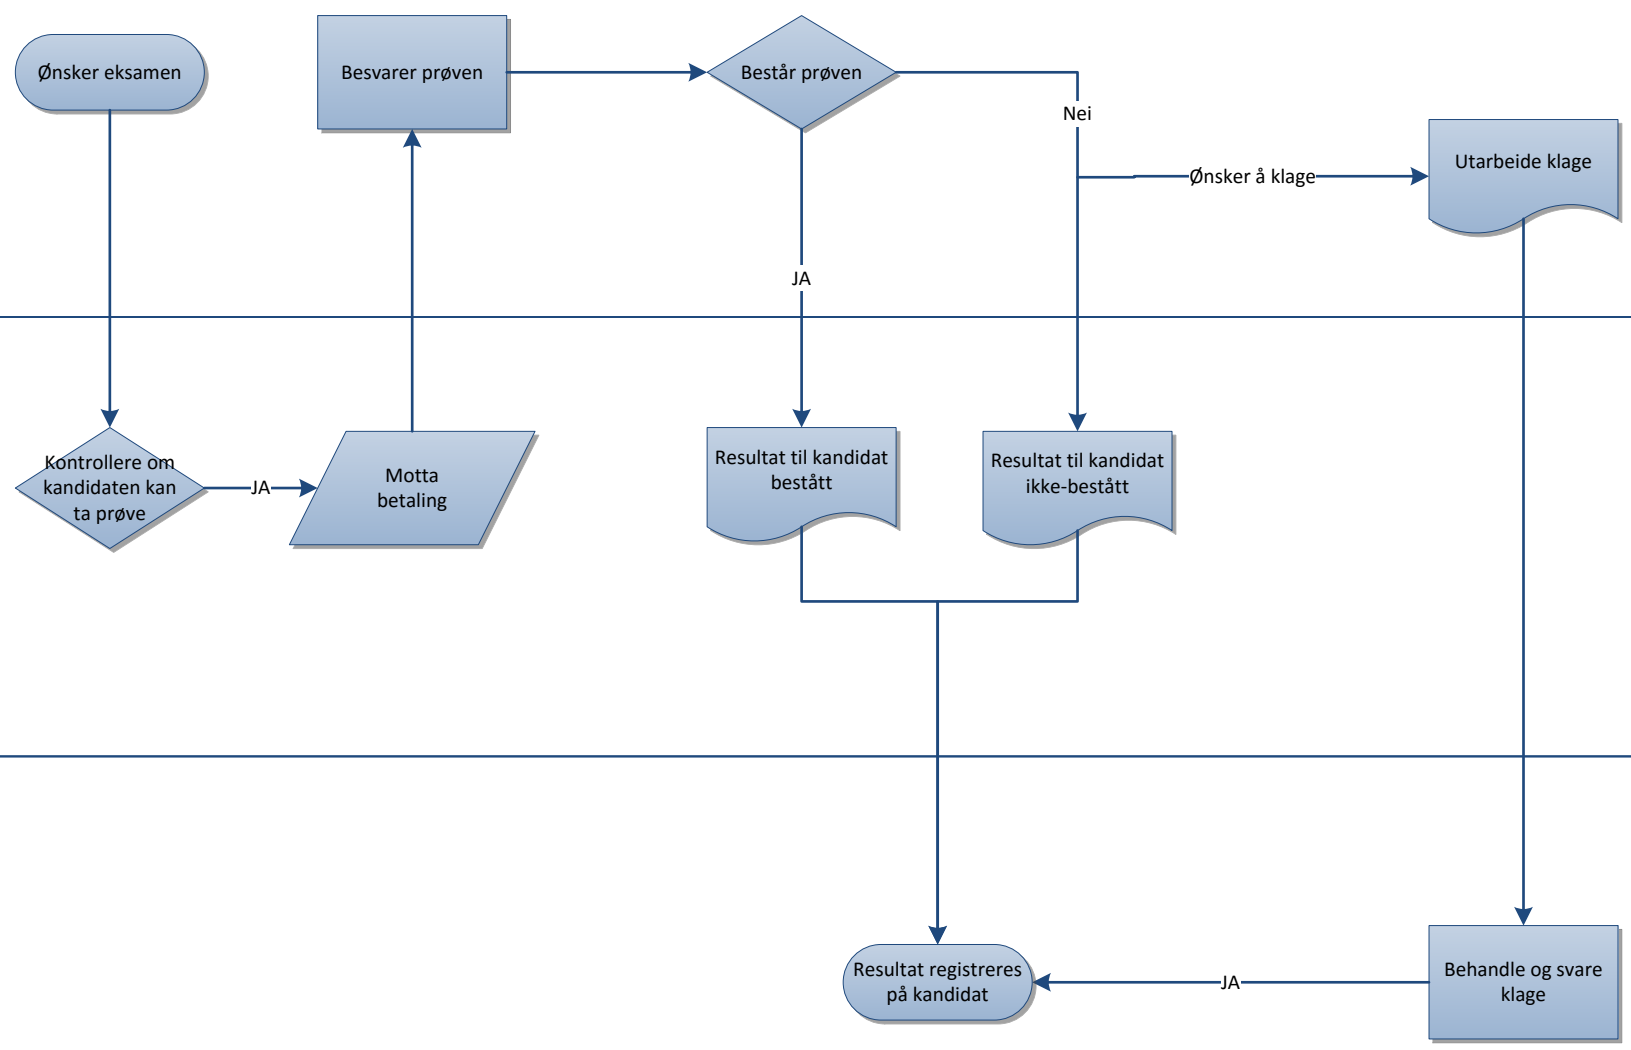 Ønsker eksamen
Besvarer prøven
Består prøven
Nei
Utarbeide klage
Ønsker å klage
JA
Kontrollere om
kandidaten kan
ta prøve
JA
Motta
betaling
Resultat til kandidat
bestått
Resultat til kandidat
ikke-bestått
Resultat registreres
på kandidat
JA
Behandle og svare
klage